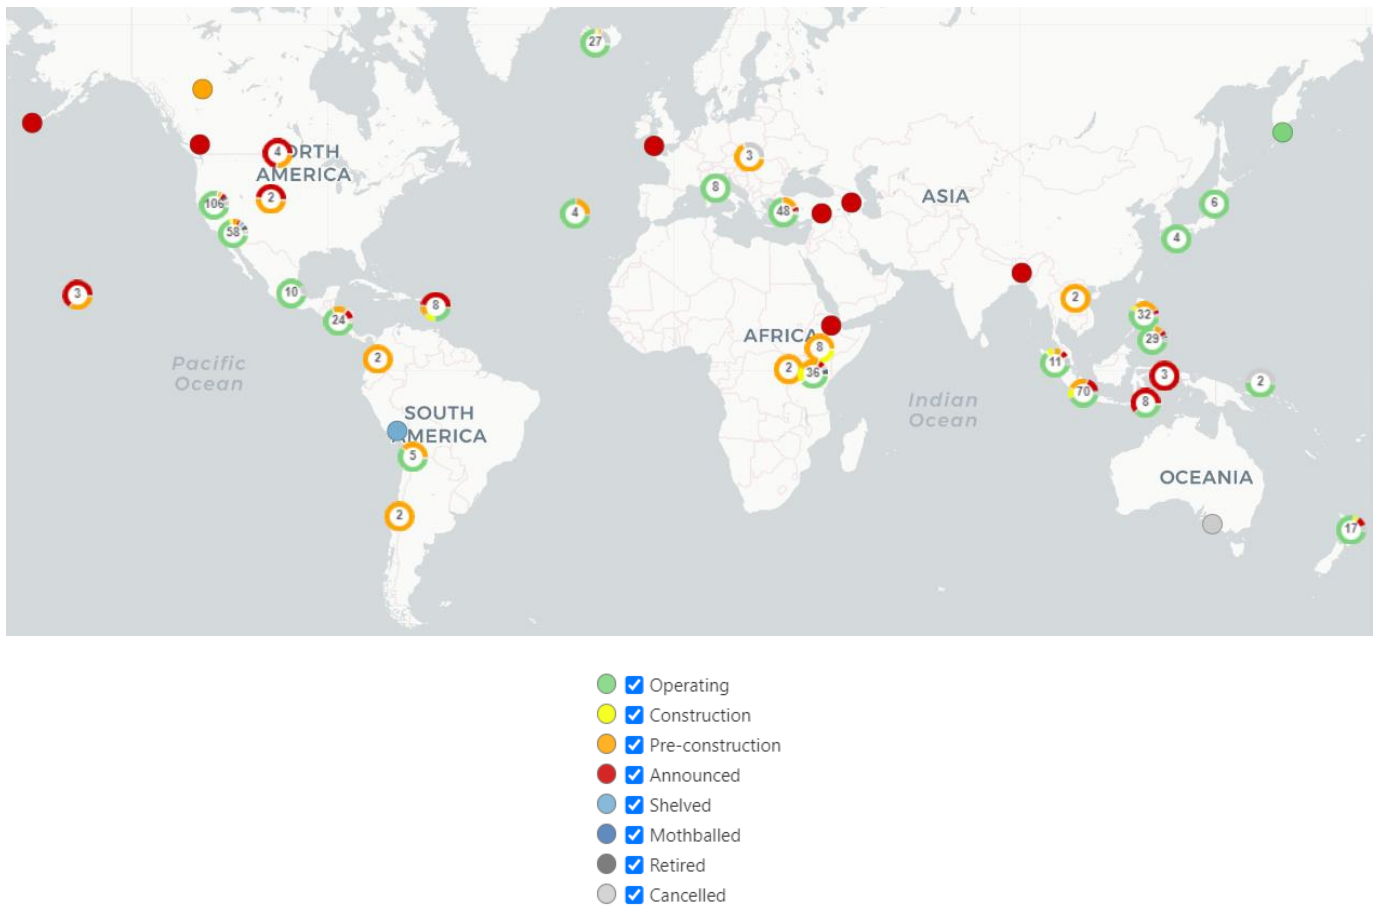 27
4
NORTH
AMERICA
3
ASIA
2
8
106
4
48
6
58
4
3
10
8
2
24
32
AFRICA
29
8
2
2
36
11
3
Pacific
Ocean
70
8
2
Indian
Ocean
SOUTH
AMERICA
5
OCEANIA
2
17
Operating
Construction
Pre-construction
Announced
Shelved
Mothballed
Retired
Cancelled